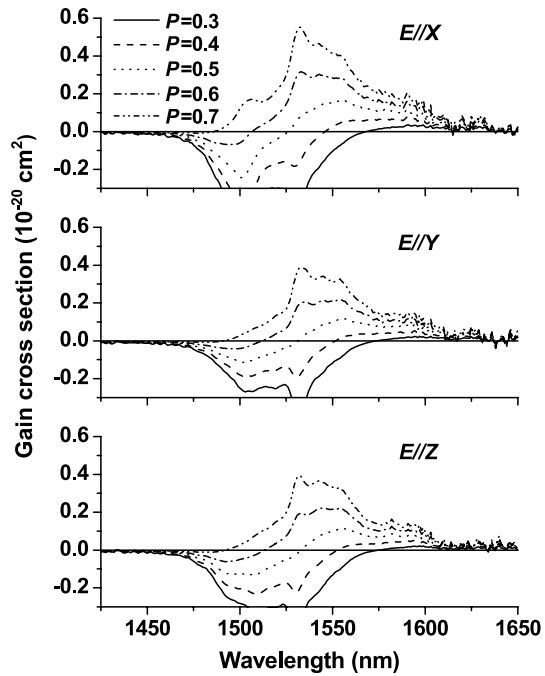 P=0.3
P=0.4
P=0.5
P=0.6
P=0.7
E//X
0.6
0.4
0.2
0.0
-0.2
E//Y
0.6
0.4
0.2
0.0
-0.2
E//Z
0.6
0.4
0.2
0.0
-0.2
1450 1500 1550 1600 1650
Wavelength (nm)
Gain cross section (10⁻²⁰ cm²)